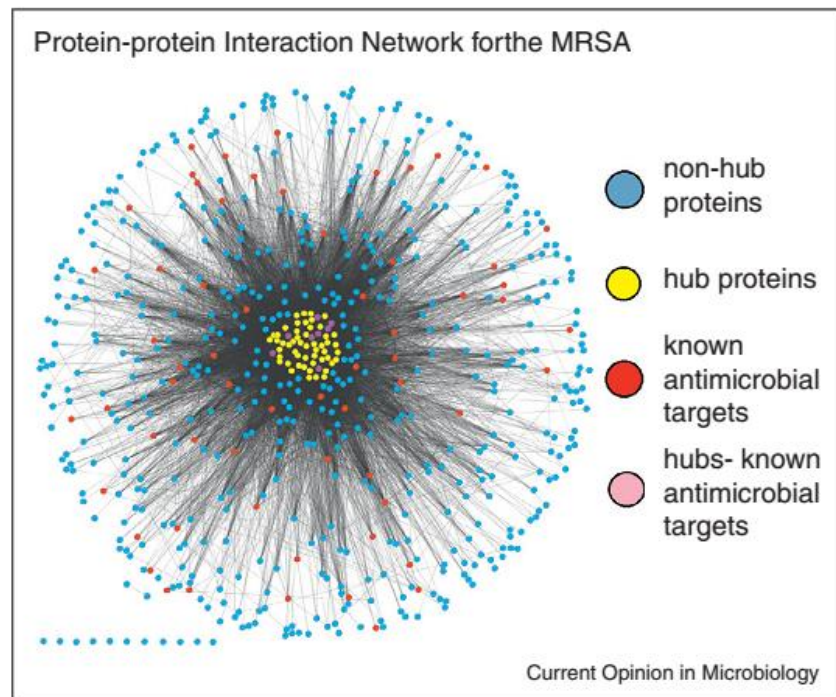 Protein-protein Interaction Network forthe MRSA
non-hub
proteins
hub proteins
known
antimicrobial
targets
hubs- known
antimicrobial
targets
Current Opinion in Microbiology